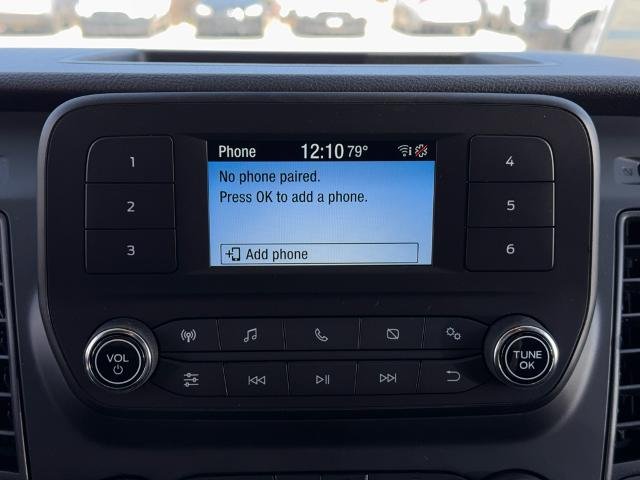 Phone 12:10 79°
No phone paired.
Press OK to add a phone.
Add phone
1
2
3
4
5
6
VOL
TUNE
OK